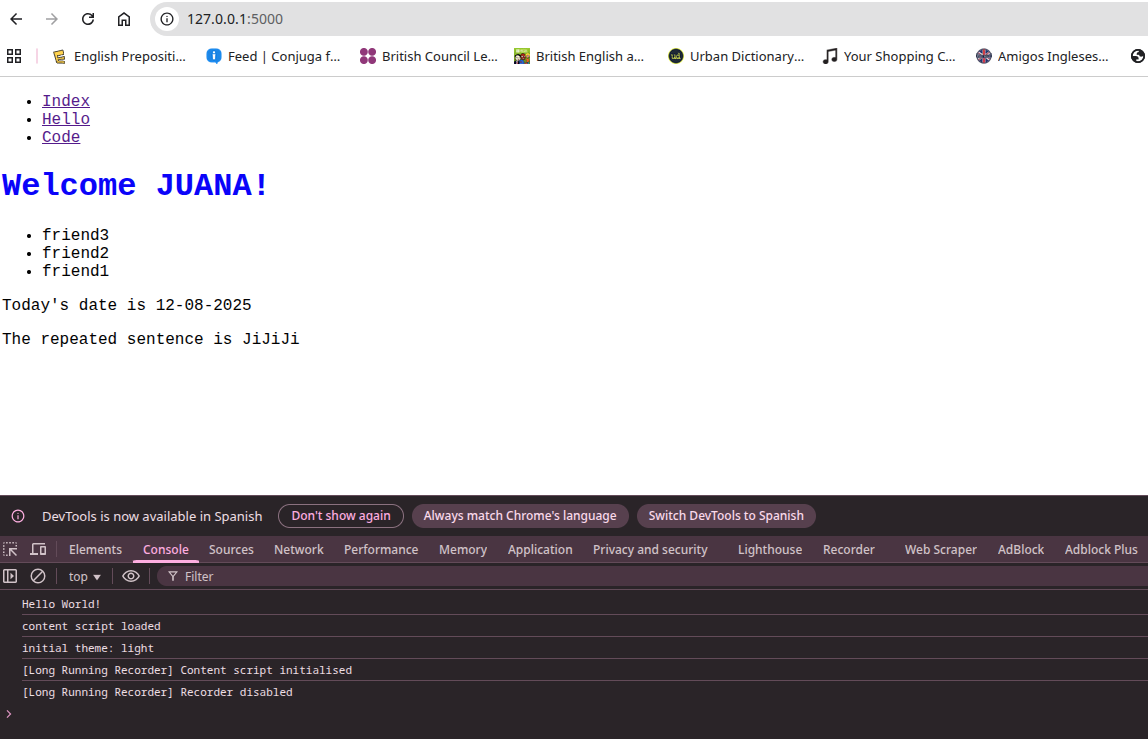 127.0.0.1:5000
English Prepositi... Feed | Conjuga f... British Council Le... British English a... ud Urban Dictionary... Your Shopping C... Amigos Ingleses...
Index
Hello
Code
Welcome JUANA!
friend3
friend2
friend1
Today's date is 12-08-2025
The repeated sentence is JiJiJi
DevTools is now available in Spanish Don't show again Always match Chrome's language Switch DevTools to Spanish
Elements Console Sources Network Performance Memory Application Privacy and security Lighthouse Recorder Web Scraper AdBlock Adblock Plus
top Filter
Hello World!
content script loaded
initial theme: light
[Long Running Recorder] Content script initialised
[Long Running Recorder] Recorder disabled